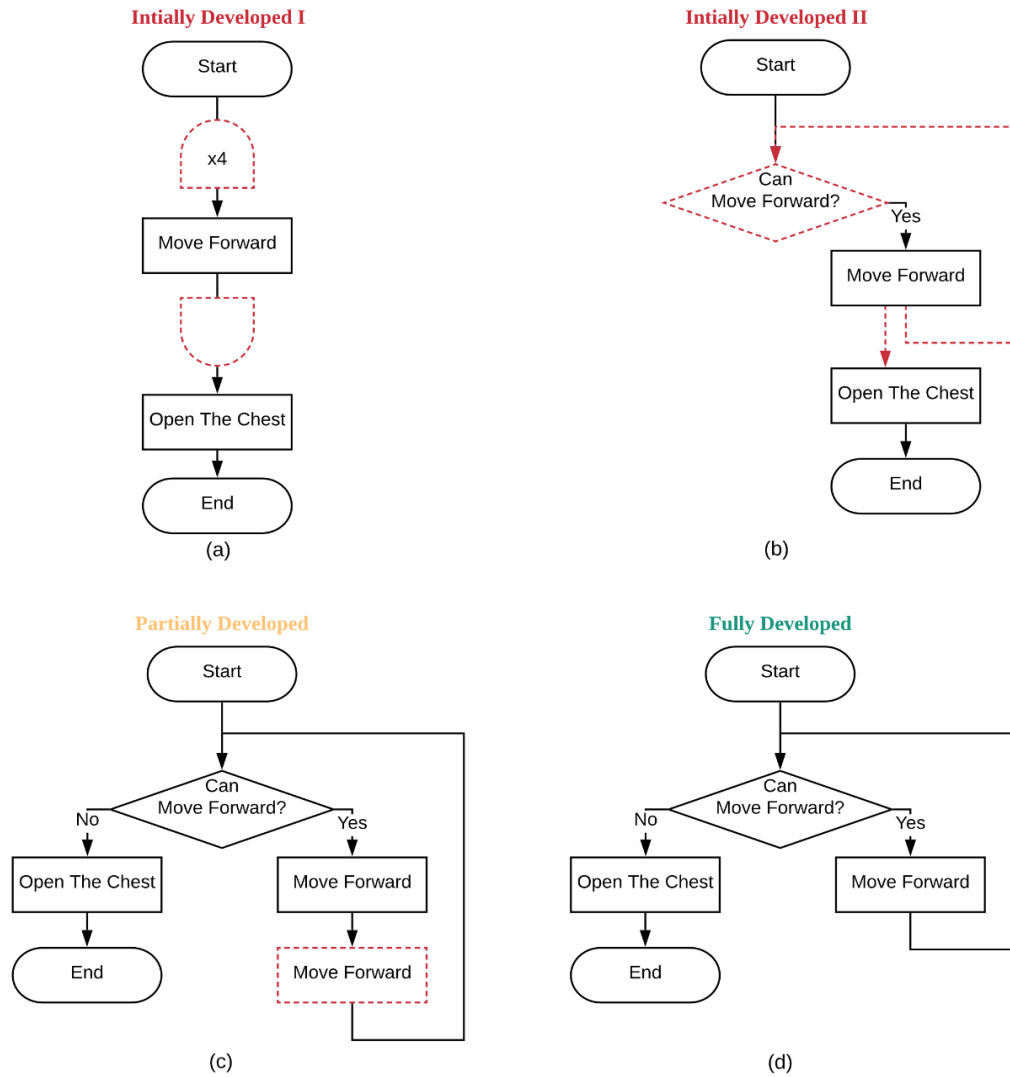 Intially Developed I
Start
x4
Move Forward
Open The Chest
End
(a)
Intially Developed II
Start
Can
Move Forward?
Yes
Move Forward
Open The Chest
End
(b)
Partially Developed
Start
Can
Move Forward?
No
Yes
Open The Chest
Move Forward
End
Move Forward
(c)
Fully Developed
Start
Can
Move Forward?
No
Yes
Open The Chest
Move Forward
End
(d)